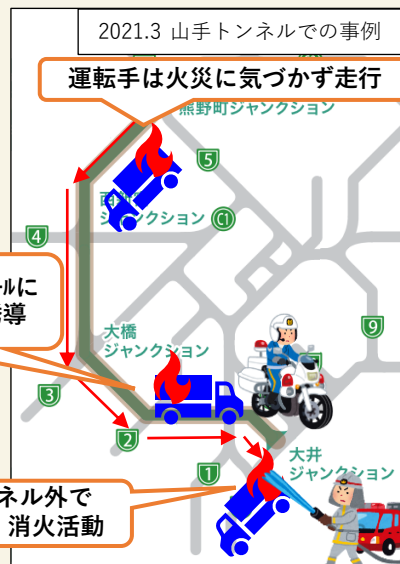 2021.3 山手トンネルでの事例
運転手は火災に気づかず走行
熊野町ジャンクション
5
ジャンクション
C1
4
ルに
導
大橋
ジャンクション
9
3
2
大井
ジャンクション
1
ネル外で
消火活動